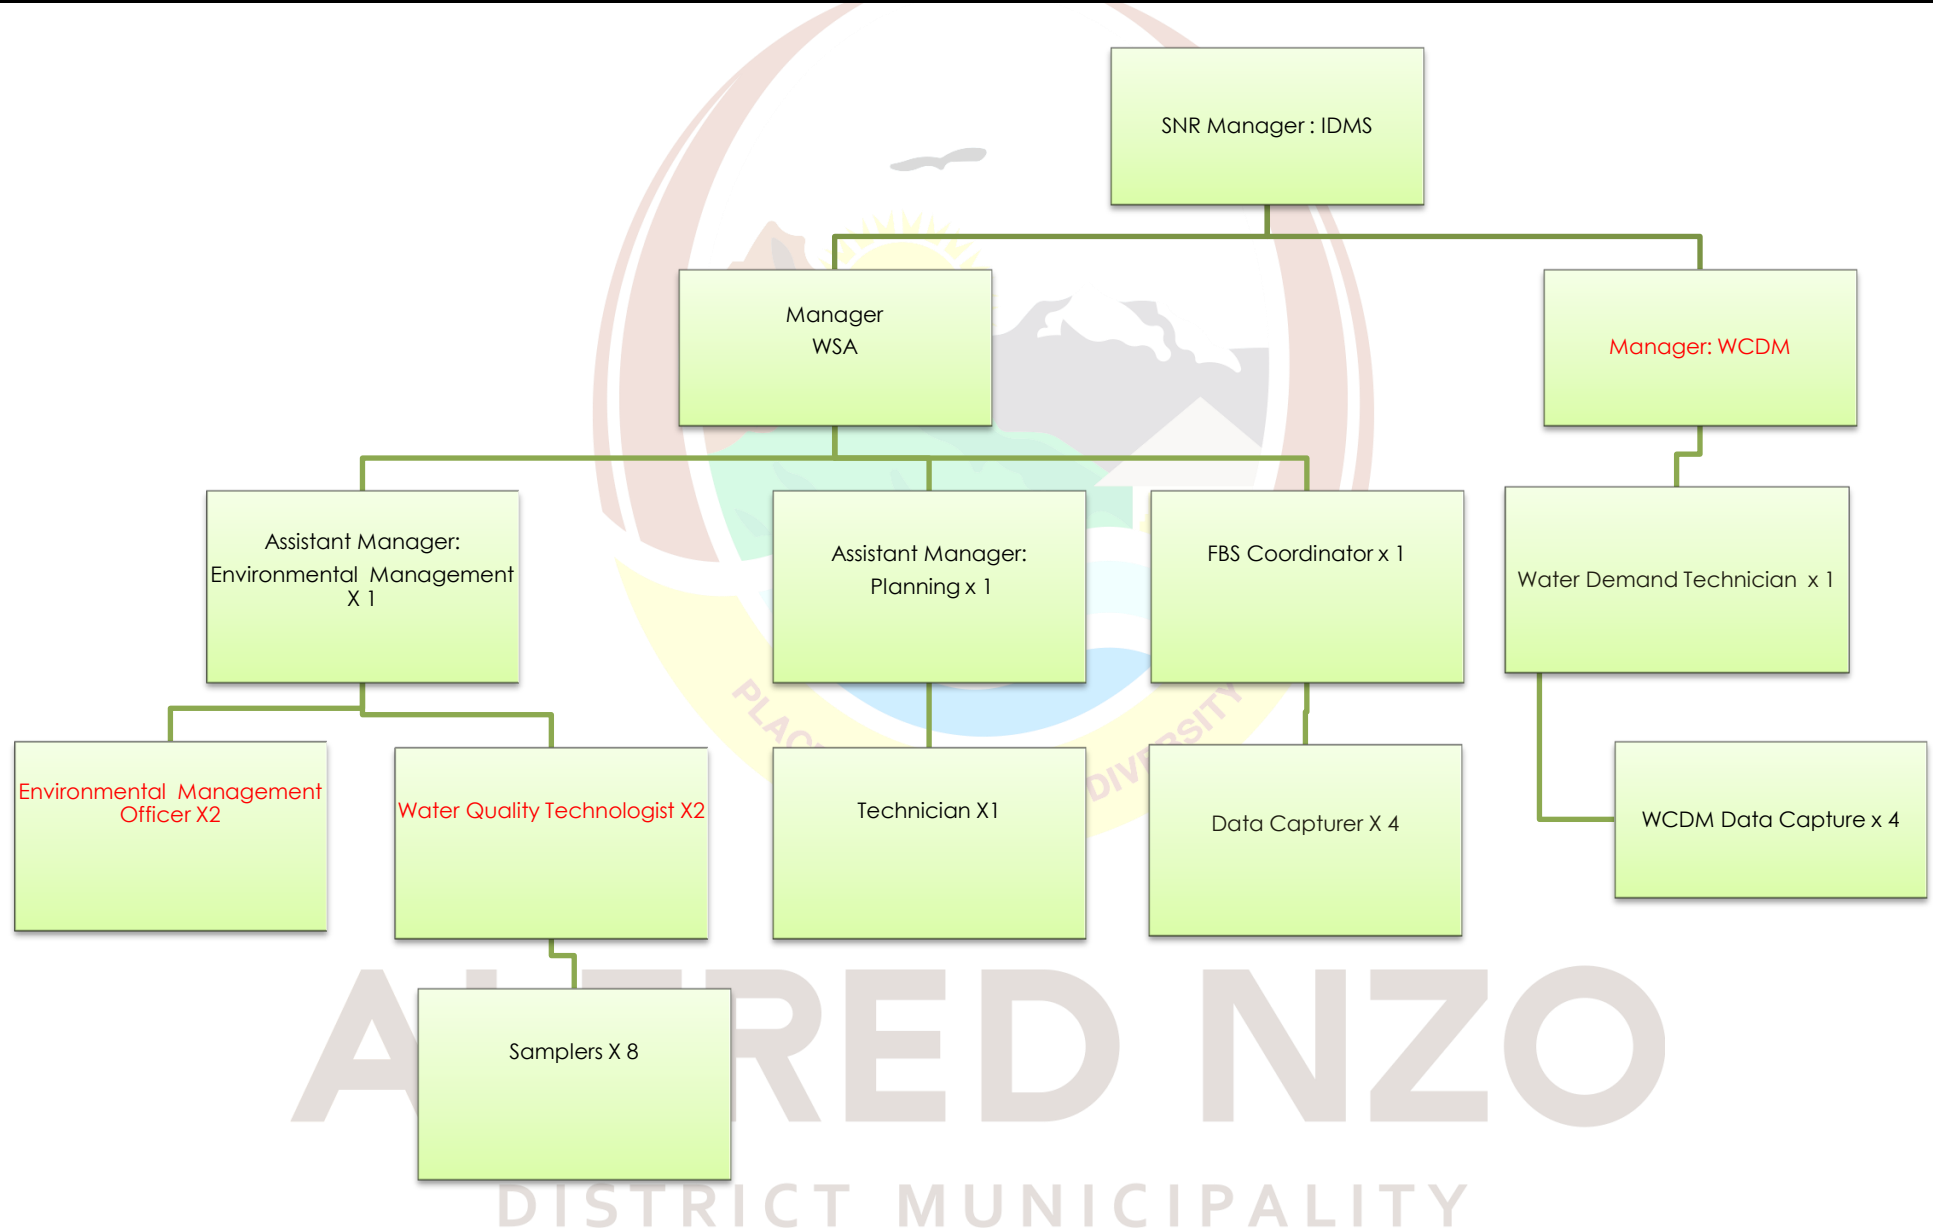 SNR Manager : IDMS
Manager
WSA
Manager: WCDM
Assistant Manager:
Environmental Management
X 1
Assistant Manager:
Planning x 1
FBS Coordinator x 1
Water Demand Technician x 1
Environmental Management
Officer X2
Water Quality Technologist X2
Technician X1
Data Capturer X 4
WCDM Data Capture x 4
Samplers X 8
ALFRED NZO
DISTRICT MUNICIPALITY